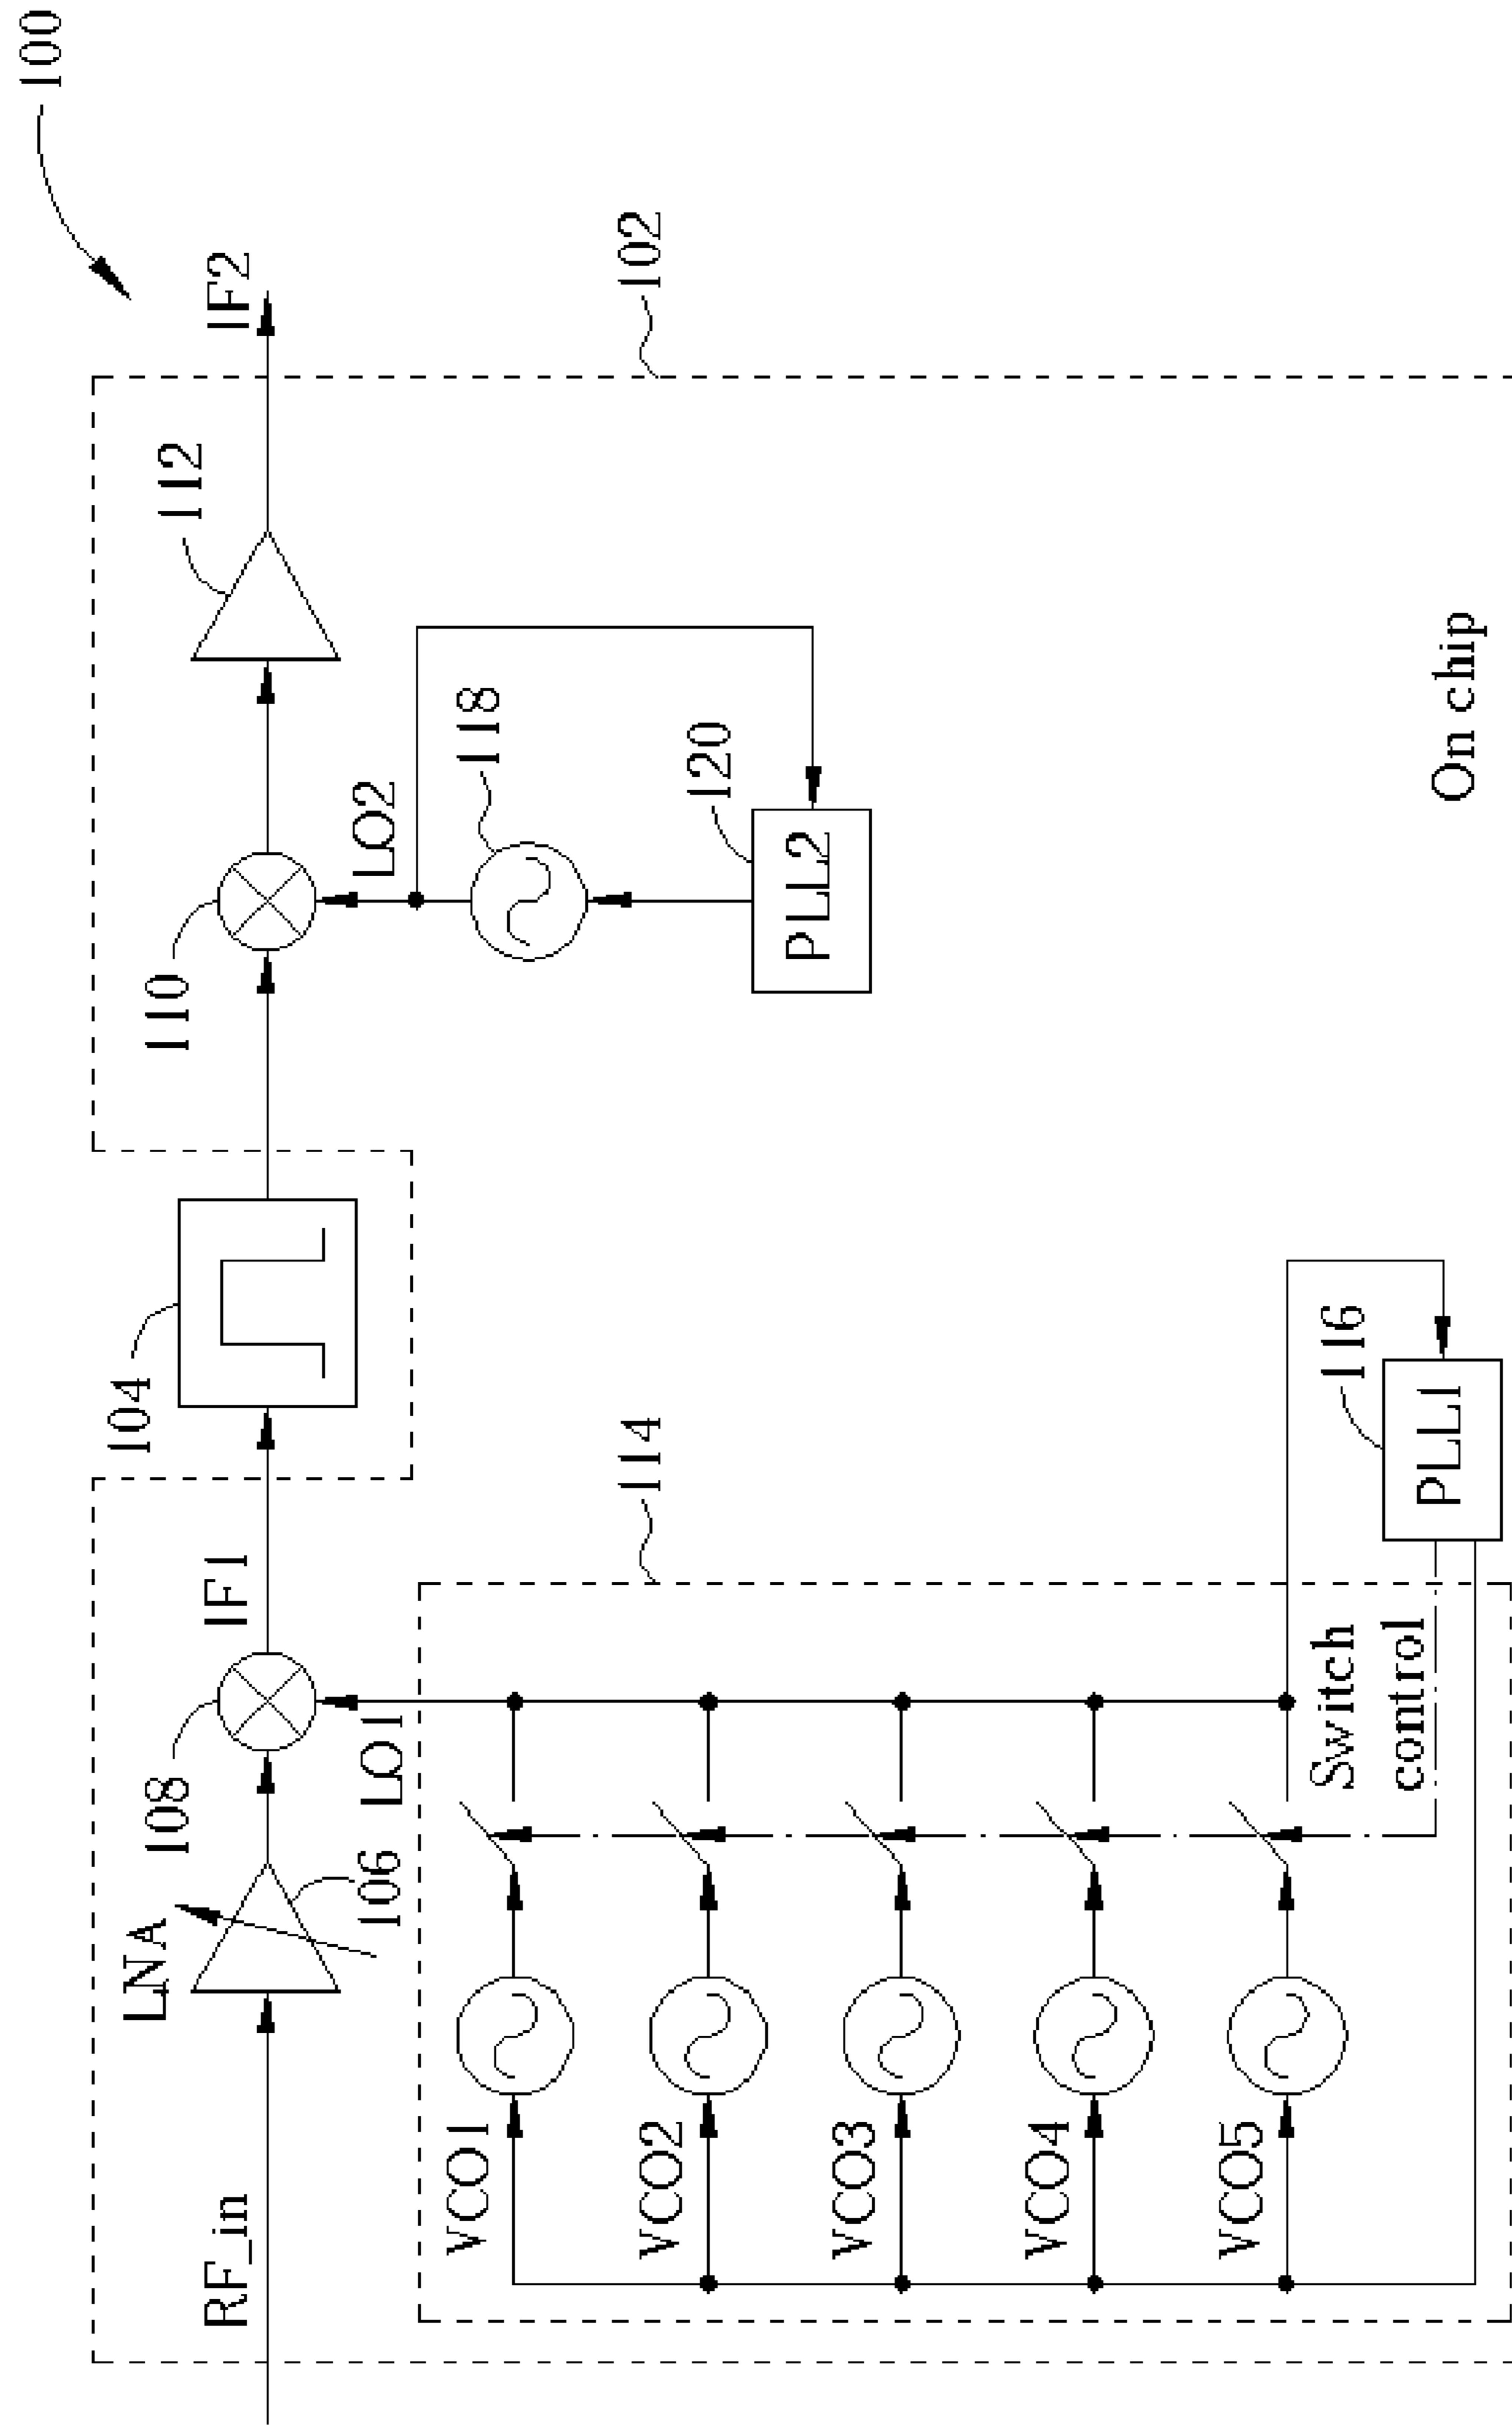 100
102
IF2
112
110
LO2
118
120
PLL2
On chip
104
IF1
108
LO1
LNA
106
RF_in
114
116
PLL1
Switch
control
VCO1
VCO2
VCO3
VCO4
VCO5